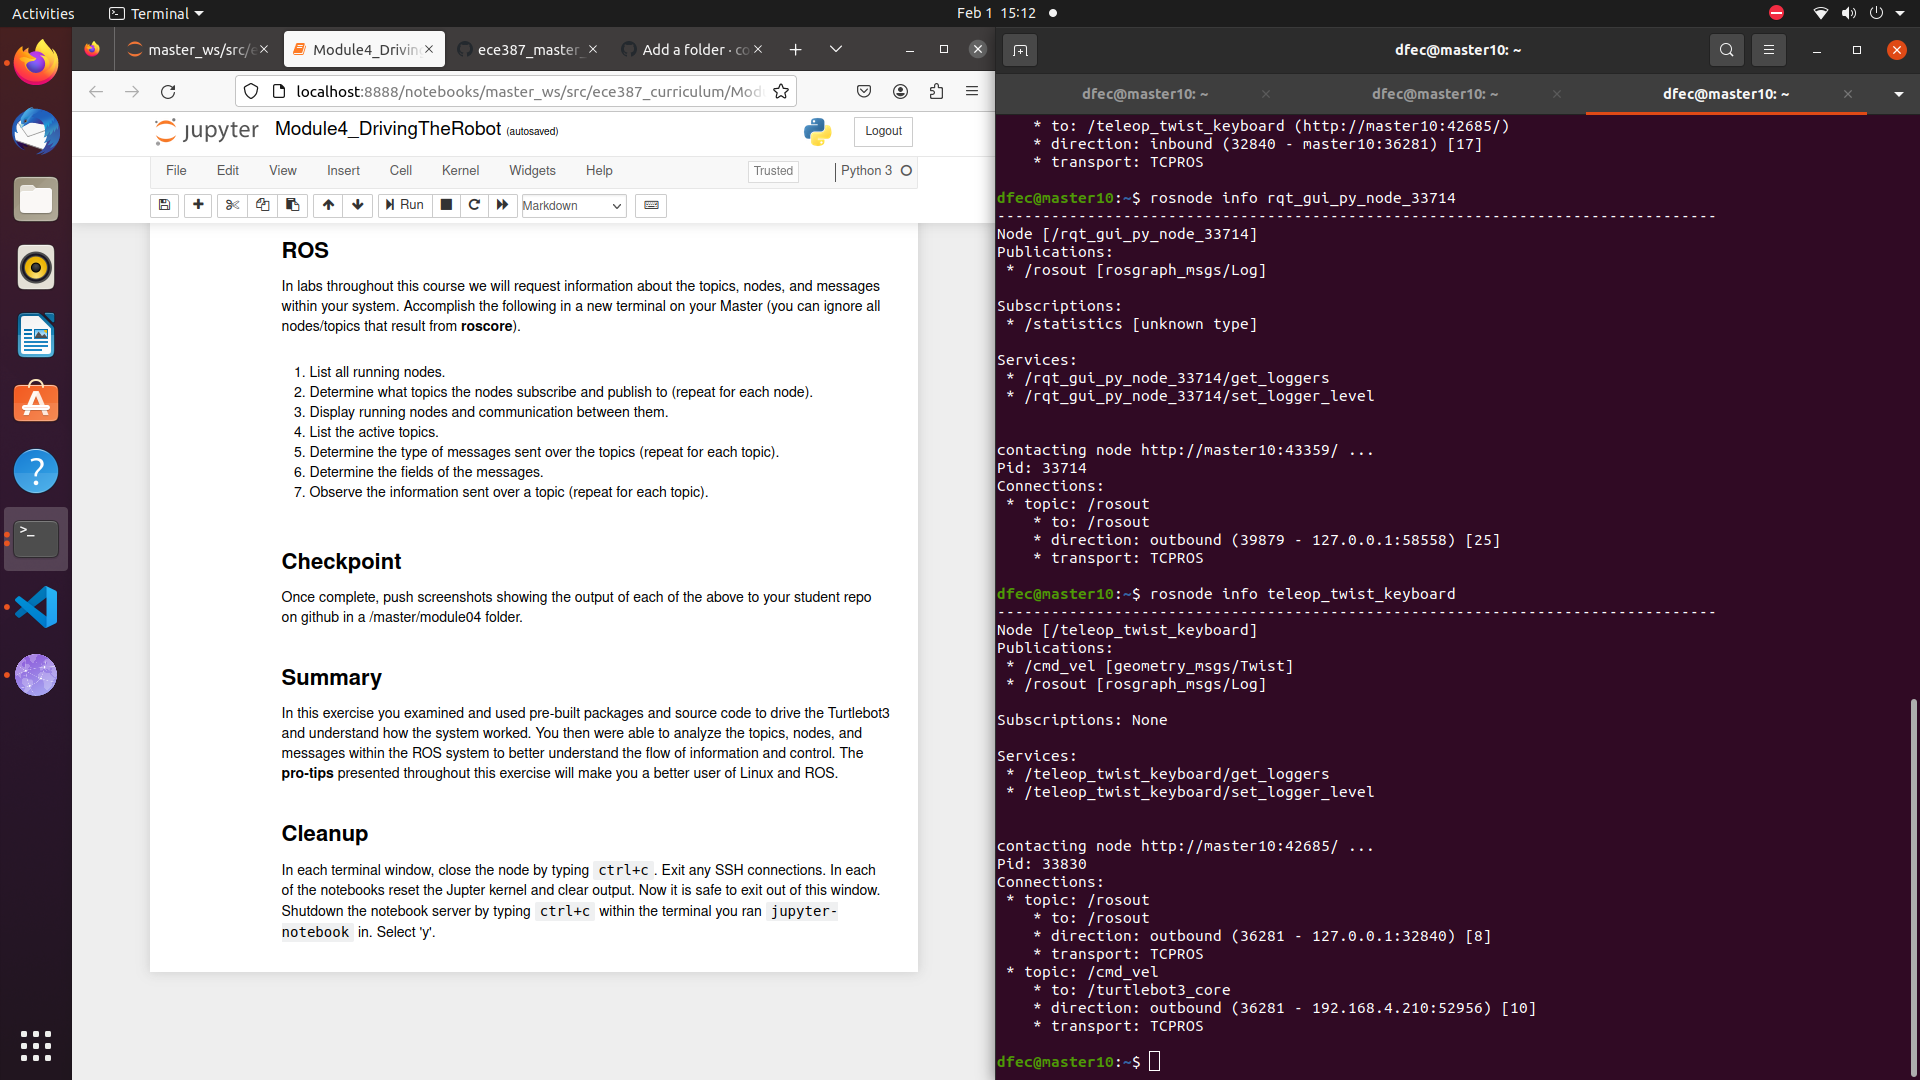 Activities
Terminal
Feb 1 15:12
master_ws/src/e
Module4_Drivin
ece387_master_
Add a folder · co
localhost:8888/notebooks/master_ws/src/ece387_curriculum/Mod
jupyter
Module4_DrivingTheRobot (autosaved)
Logout
File
Edit
View
Insert
Cell
Kernel
Widgets
Help
Trusted
Python 3
Run
Markdown
ROS
In labs throughout this course we will request information about the topics, nodes, and messages
within your system. Accomplish the following in a new terminal on your Master (you can ignore all
nodes/topics that result from roscore).
1. List all running nodes.
2. Determine what topics the nodes subscribe and publish to (repeat for each node).
3. Display running nodes and communication between them.
4. List the active topics.
5. Determine the type of messages sent over the topics (repeat for each topic).
6. Determine the fields of the messages.
7. Observe the information sent over a topic (repeat for each topic).
Checkpoint
Once complete, push screenshots showing the output of each of the above to your student repo
on github in a /master/module04 folder.
Summary
In this exercise you examined and used pre-built packages and source code to drive the Turtlebot3
and understand how the system worked. You then were able to analyze the topics, nodes, and
messages within the ROS system to better understand the flow of information and control. The
pro-tips presented throughout this exercise will make you a better user of Linux and ROS.
Cleanup
In each terminal window, close the node by typing ctrl+c. Exit any SSH connections. In each
of the notebooks reset the Jupter kernel and clear output. Now it is safe to exit out of this window.
Shutdown the notebook server by typing ctrl+c within the terminal you ran jupyter-
notebook in. Select 'y'.
dfec@master10: ~
dfec@master10: ~
dfec@master10: ~
dfec@master10: ~
* to: /teleop_twist_keyboard (http://master10:42685/)
* direction: inbound (32840 - master10:36281) [17]
* transport: TCPROS
dfec@master10:~$ rosnode info rqt_gui_py_node_33714
--------------------------------------------------------------------------------
Node [/rqt_gui_py_node_33714]
Publications:
* /rosout [rosgraph_msgs/Log]
Subscriptions:
* /statistics [unknown type]
Services:
* /rqt_gui_py_node_33714/get_loggers
* /rqt_gui_py_node_33714/set_logger_level
contacting node http://master10:43359/ ...
Pid: 33714
Connections:
* topic: /rosout
* to: /rosout
* direction: outbound (39879 - 127.0.0.1:58558) [25]
* transport: TCPROS
dfec@master10:~$ rosnode info teleop_twist_keyboard
--------------------------------------------------------------------------------
Node [/teleop_twist_keyboard]
Publications:
* /cmd_vel [geometry_msgs/Twist]
* /rosout [rosgraph_msgs/Log]
Subscriptions: None
Services:
* /teleop_twist_keyboard/get_loggers
* /teleop_twist_keyboard/set_logger_level
contacting node http://master10:42685/ ...
Pid: 33830
Connections:
* topic: /rosout
* to: /rosout
* direction: outbound (36281 - 127.0.0.1:32840) [8]
* transport: TCPROS
* topic: /cmd_vel
* to: /turtlebot3_core
* direction: outbound (36281 - 192.168.4.210:52956) [10]
* transport: TCPROS
dfec@master10:~$